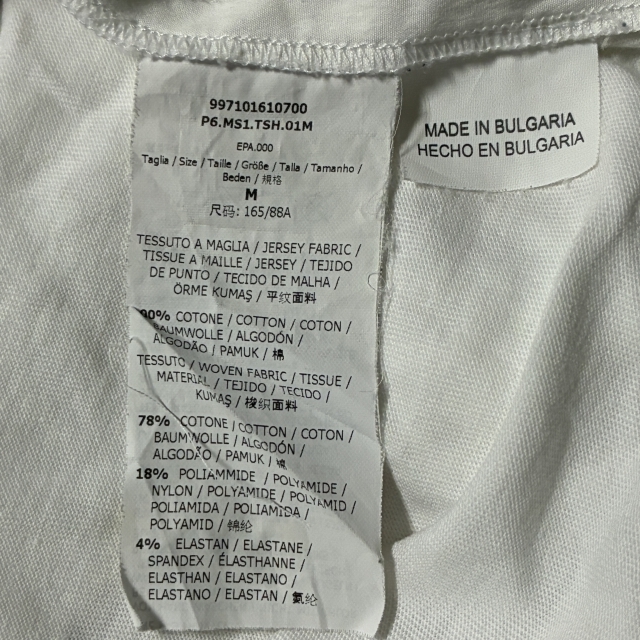 997101610700
P6.MS1.TSH.01M
EPA.000
Taglia / Size / Taille / Größe / Talla / Tamanho /
Beden / 规格
M
尺码: 165/88A
TESSUTO A MAGLIA / JERSEY FABRIC /
TISSUE A MAILLE / JERSEY / TEJIDO
DE PUNTO / TECIDO DE MALHA /
ÖRME KUMAŞ / 平纹面料
00% COTONE / COTTON / COTON /
BAUMWOLLE / ALGODÓN /
ALGODÃO / PAMUK / 棉
TESSUTO / WOVEN FABRIC / TISSUE /
MATERIAL / TEJIDO / TECIDO /
KUMAŞ / 梭织面料
78% COTONE / COTTON / COTON /
BAUMWOLLE / ALGODÓN /
ALGODÃO / PAMUK / 棉
18% POLIAMMIDE / POLYAMIDE /
NYLON / POLYAMIDE / POLYAMID /
POLIAMIDA / POLIAMIDA /
POLYAMID / 锦纶
4% ELASTAN / ELASTANE /
SPANDEX / ÉLASTHANNE /
ELASTHAN / ELASTANO /
ELASTANO / ELASTAN / 氨纶
MADE IN BULGARIA
HECHO EN BULGARIA